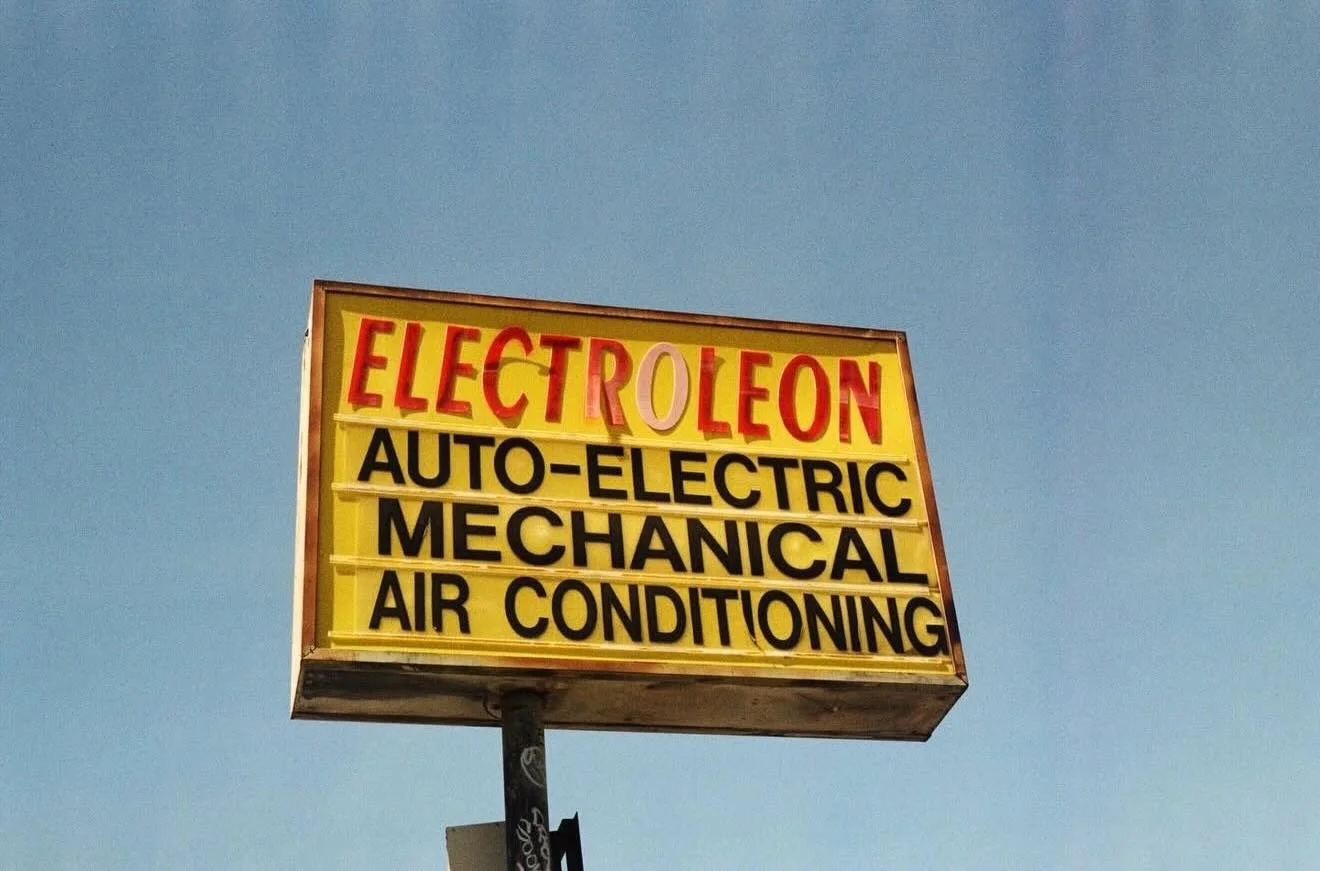 ELECTROLEON
AUTO-ELECTRIC
MECHANICAL
AIR CONDITIONING